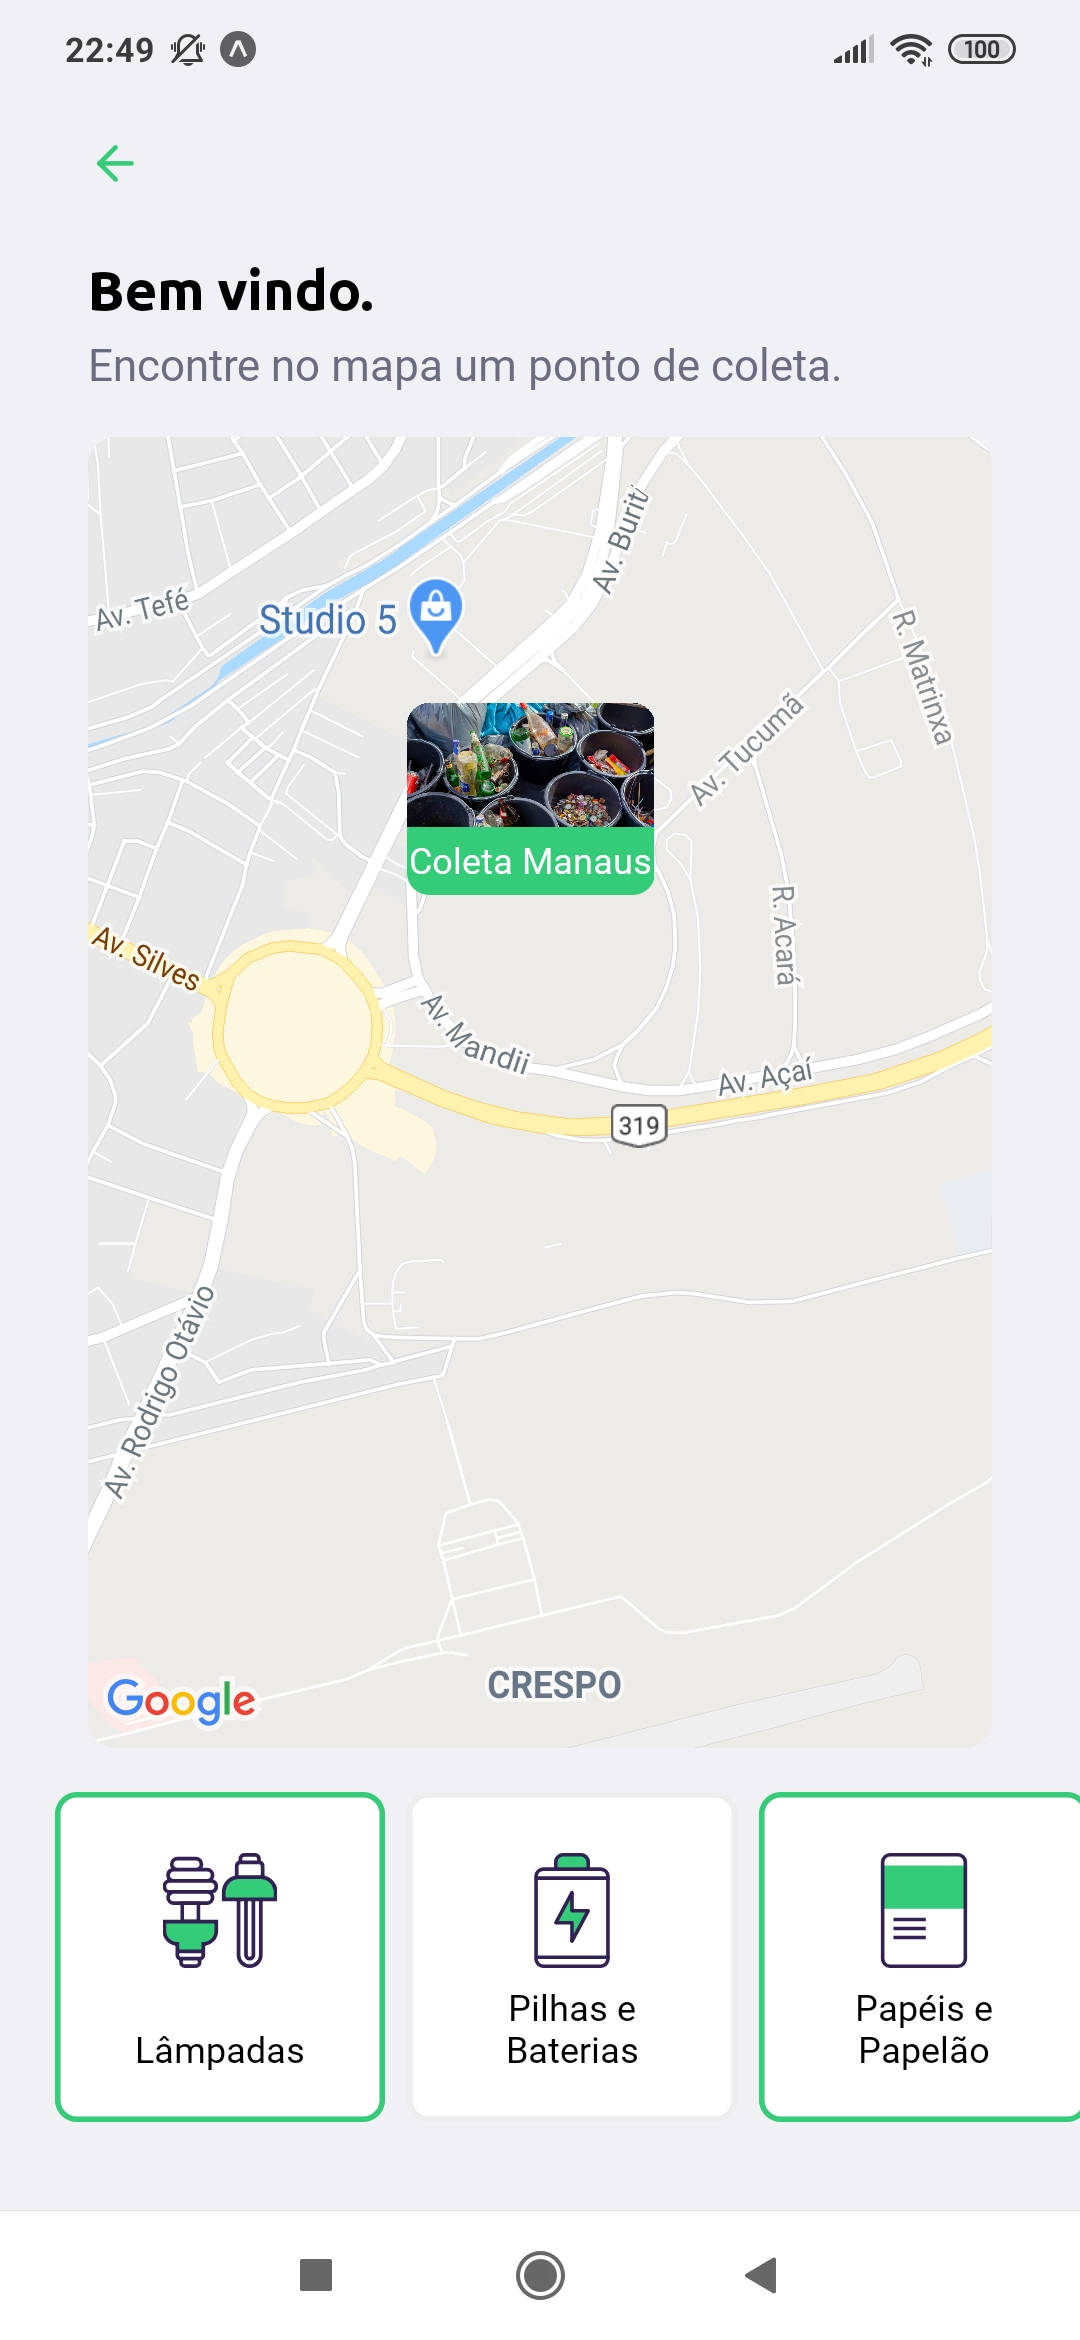 22:49
100
Bem vindo.
Encontre no mapa um ponto de coleta.
Av. Buriti
Av. Tefé
Studio 5
R. Matrinxa
Av. Tucumã
Coleta Manaus
R. Acará
Av. Silves
Av. Mandii
Av. Açaí
319
Av. Rodrigo Otávio
CRESPO
Google
Lâmpadas
Pilhas e
Baterias
Papéis e
Papelão